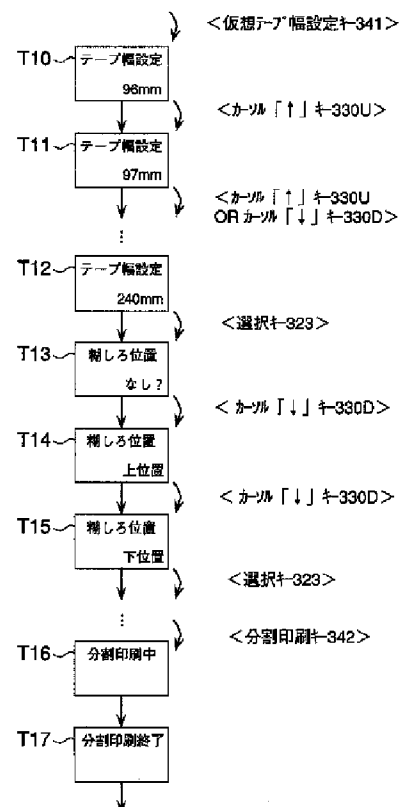 <仮想テープ幅設定キー341>
T10
テープ幅設定
96mm
<カーソル「↑」キー330U>
T11
テープ幅設定
97mm
<カーソル「↑」キー330U
OR カーソル「↓」キー330D>
⋮
T12
テープ幅設定
240mm
<選択キー323>
T13
糊しろ位置
なし?
<カーソル「↓」キー330D>
T14
糊しろ位置
上位置
<カーソル「↓」キー330D>
T15
糊しろ位置
下位置
<選択キー323>
⋮
<分割印刷キー342>
T16
分割印刷中
T17
分割印刷終了